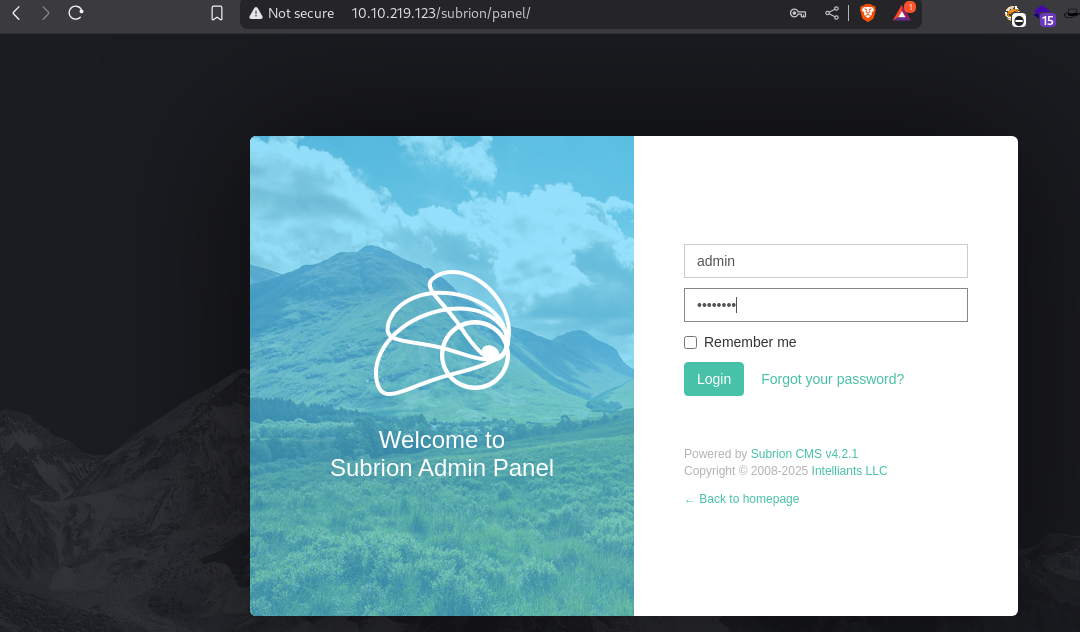 Not secure 10.10.219.123/subrion/panel/
1
15
admin
••••••••
Remember me
Login Forgot your password?
Welcome to
Subrion Admin Panel
Powered by Subrion CMS v4.2.1
Copyright © 2008-2025 Intelliants LLC
← Back to homepage